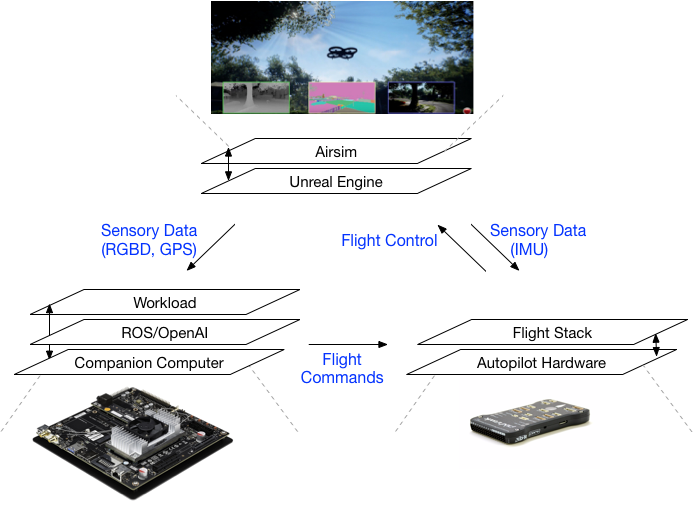 Airsim
Unreal Engine
Sensory Data
(RGBD, GPS)
Flight Control
Sensory Data
(IMU)
Workload
ROS/OpenAI
Companion Computer
Flight
Commands
Flight Stack
Autopilot Hardware